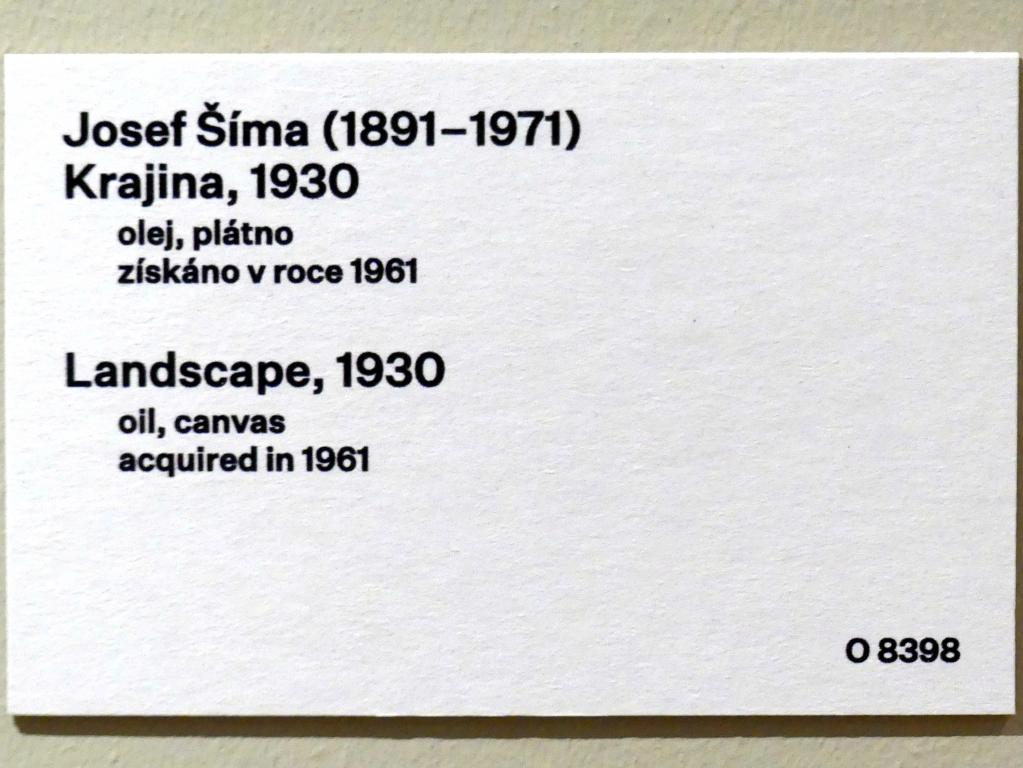 Josef Šíma (1891–1971)
Krajina, 1930
olej, plátno
získáno v roce 1961
Landscape, 1930
oil, canvas
acquired in 1961
O 8398